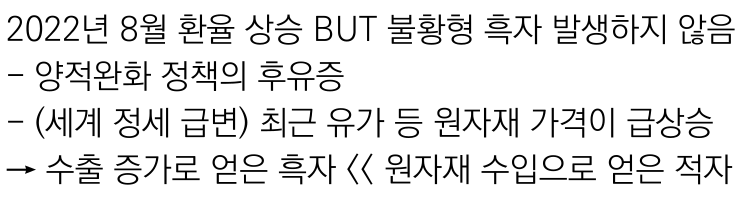 2022년 8월 환율 상승 BUT 불황형 흑자 발생하지 않음
- 양적완화 정책의 후유증
- (세계 정세 급변) 최근 유가 등 원자재 가격이 급상승
→ 수출 증가로 얻은 흑자 << 원자재 수입으로 얻은 적자